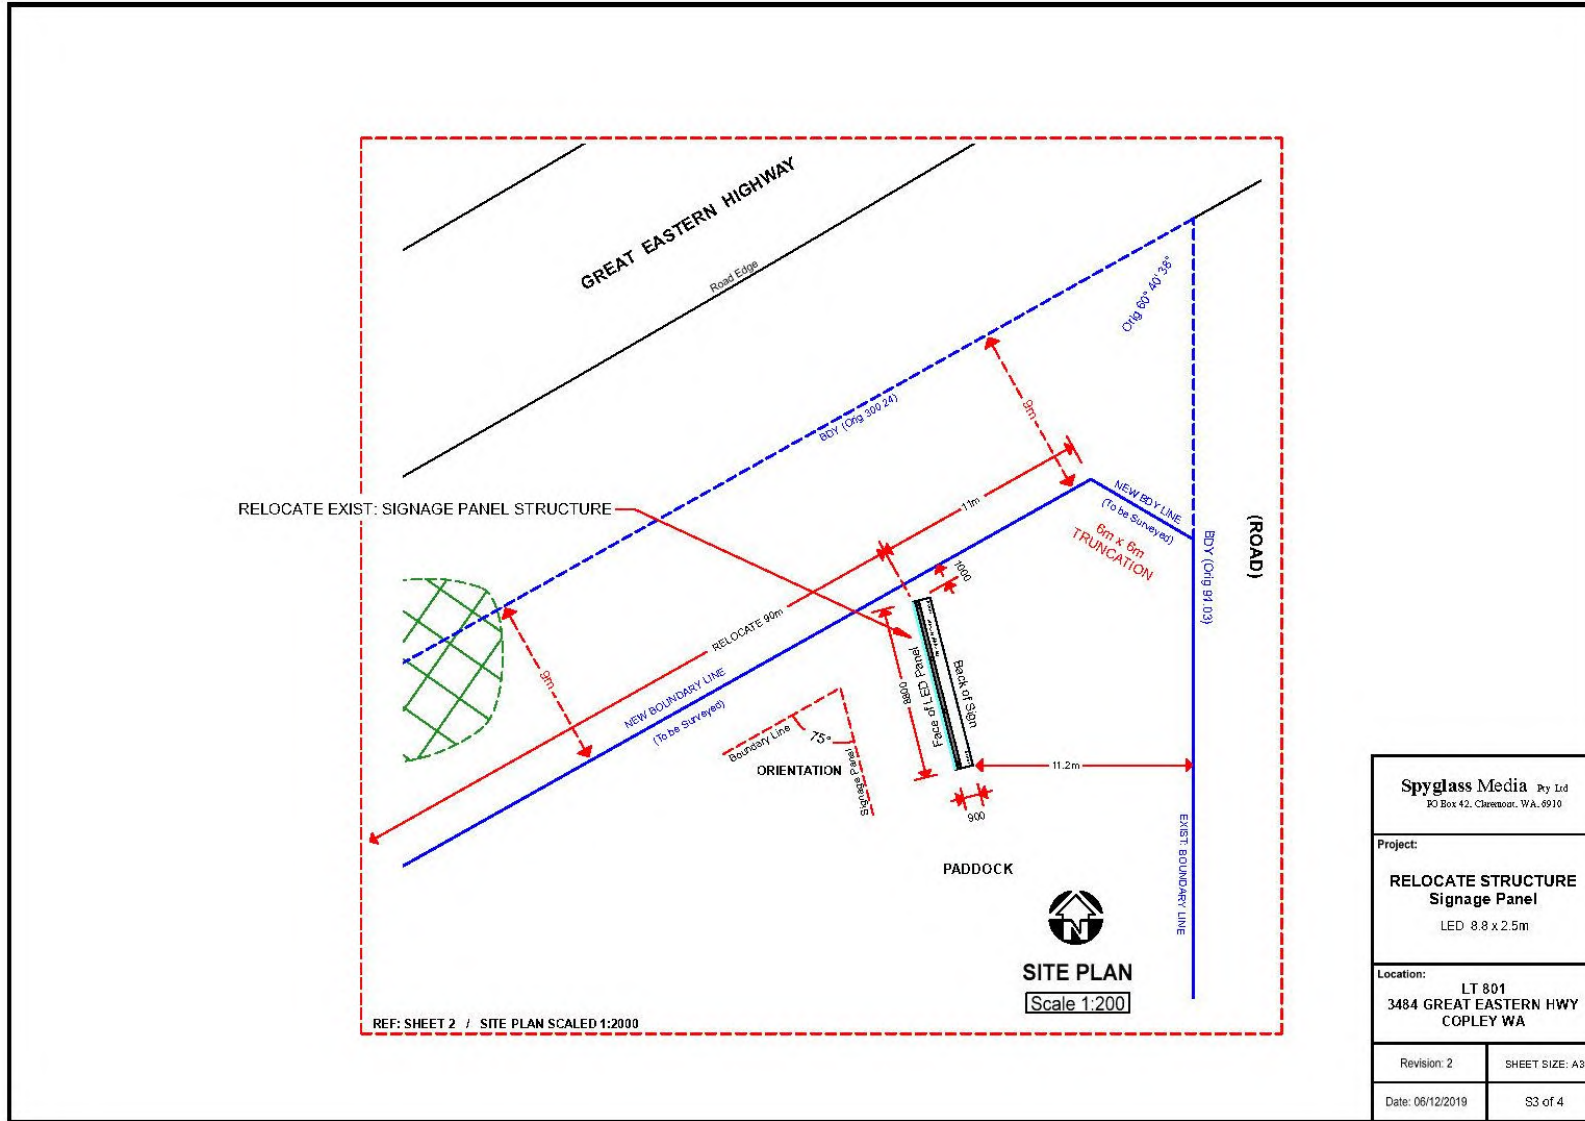 GREAT EASTERN HIGHWAY
Road Edge
Orig 60° 40' 38"
BDY (Orig 300.24)
9m
RELOCATE EXIST: SIGNAGE PANEL STRUCTURE
11m
NEW BDY LINE
(To be Surveyed)
6m x 6m
TRUNCATION
BDY (Orig 91.03)
(ROAD)
1000
RELOCATE 90m
9m
NEW BOUNDARY LINE
(To be Surveyed)
8800
Face of LED Panel
Back of Sign
Boundary Line
75°
Signage Panel
ORIENTATION
11.2m
900
EXIST: BOUNDARY LINE
PADDOCK
N
SITE PLAN
Scale 1:200
REF: SHEET 2 / SITE PLAN SCALED 1:2000
Spyglass Media Pty Ltd
PO Box 42, Claremont, WA, 6910
Project:
RELOCATE STRUCTURE
Signage Panel
LED 8.8 x 2.5m
Location:
LT 801
3484 GREAT EASTERN HWY
COPLEY WA
Revision: 2
SHEET SIZE: A3
Date: 06/12/2019
S3 of 4